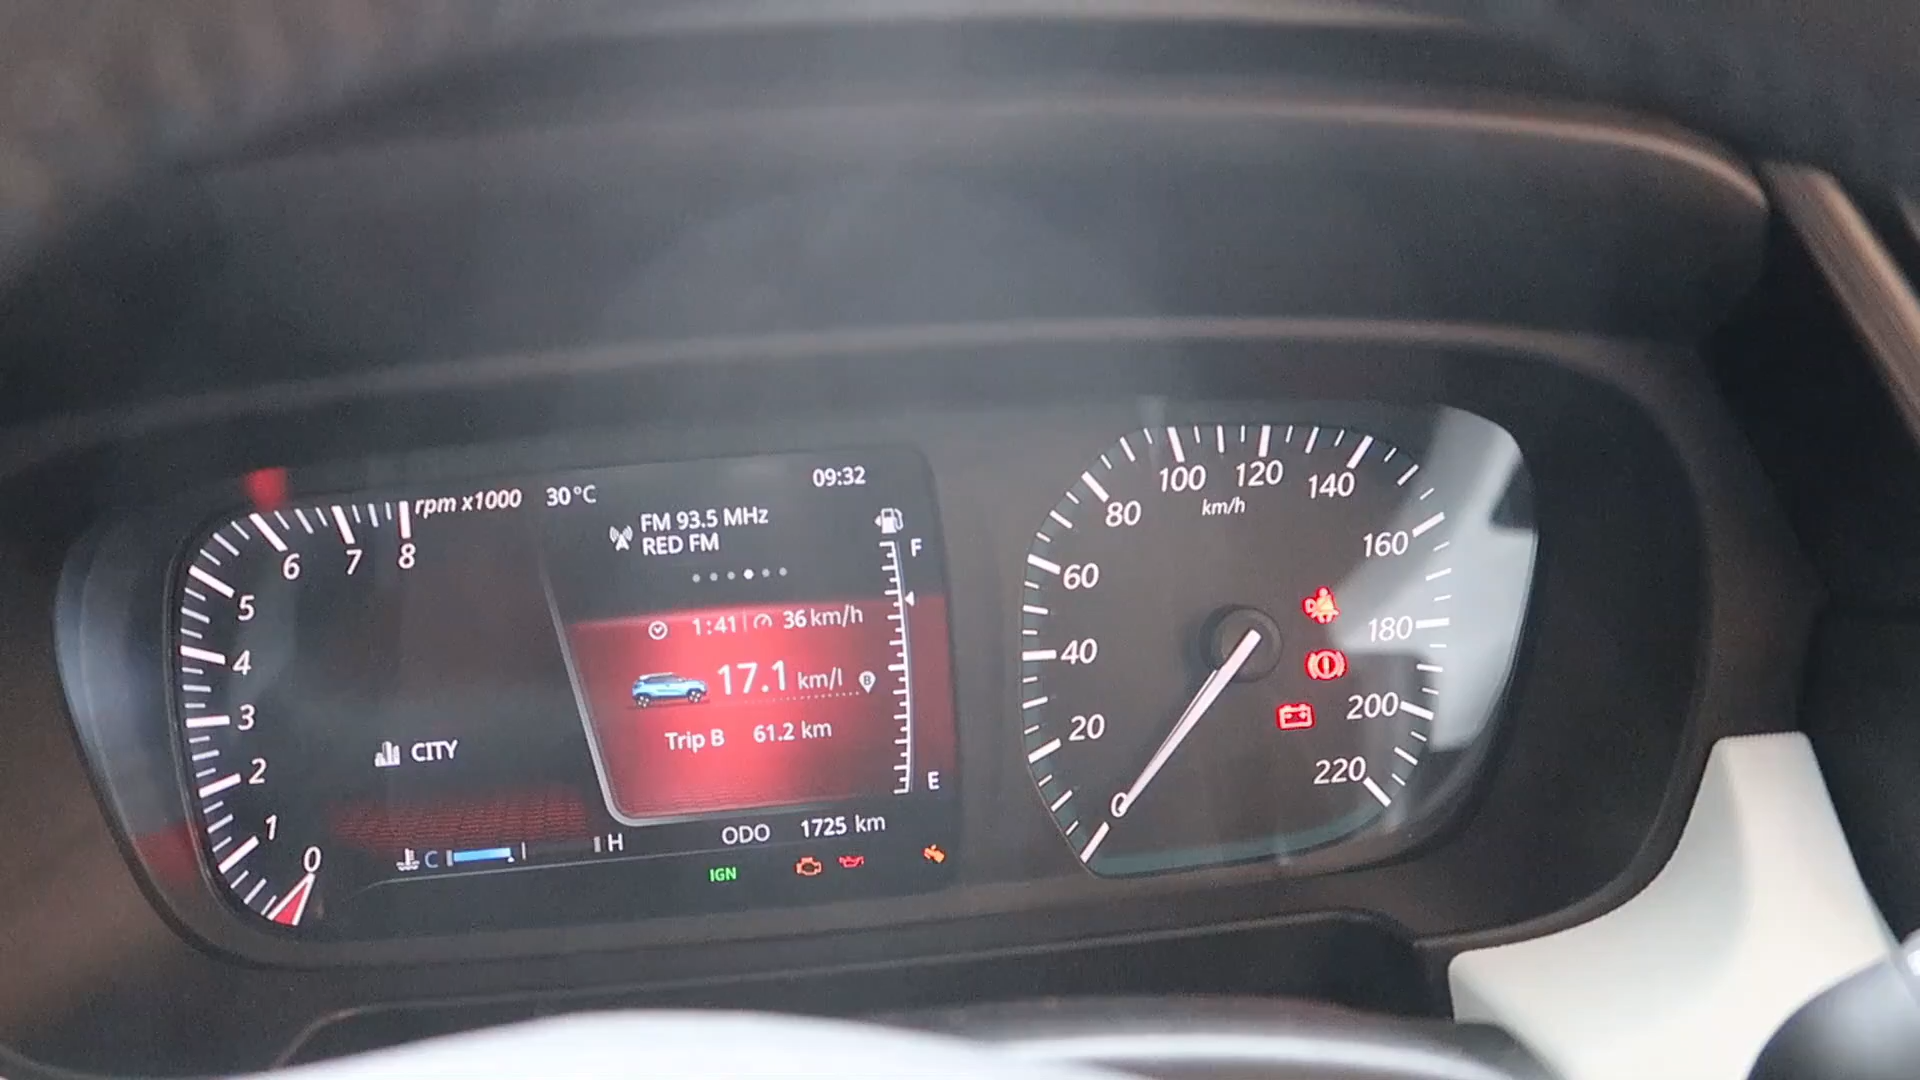 rpm x1000 30°C 09:32
FM 93.5 MHz
RED FM
1:41 36 km/h
17.1 km/l B
Trip B 61.2 km
F
E
CITY
C H
ODO 1725 km
IGN
0
1
2
3
4
5
6
7
8
0
20
40
60
80
100
120
140
160
180
200
220
km/h